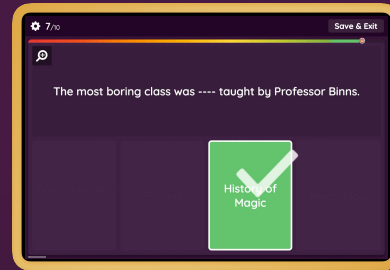 7/10
Save & Exit
The most boring class was ---- taught by Professor Binns.
History of
Magic